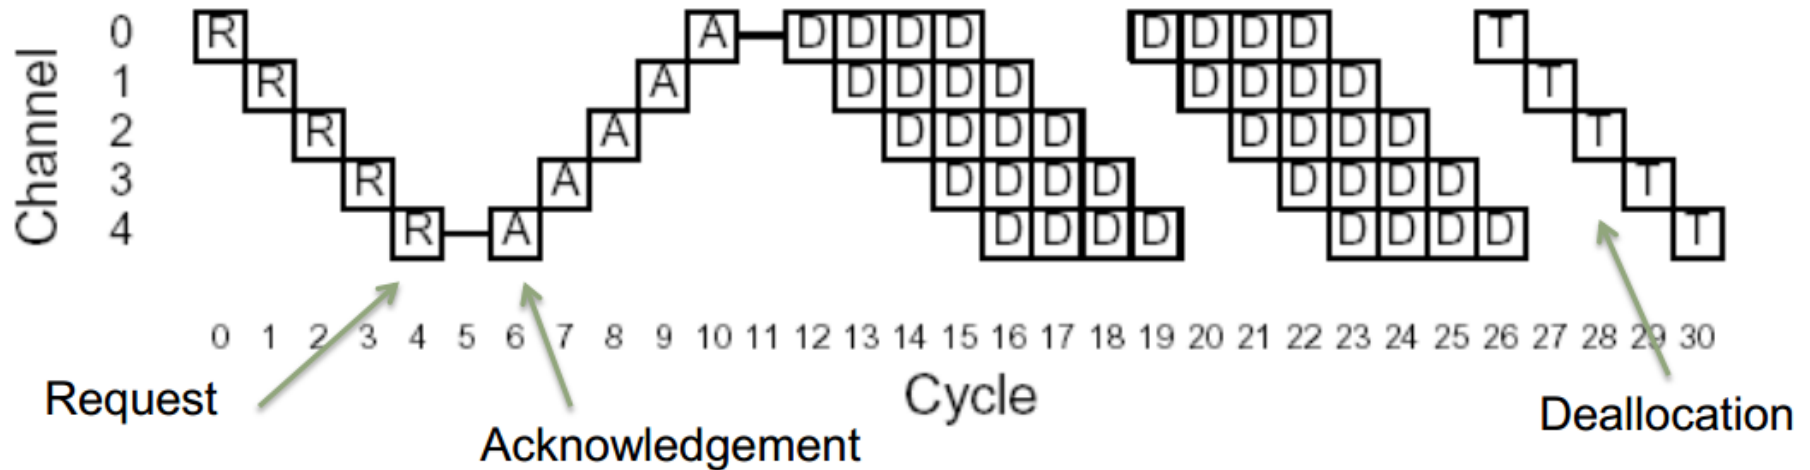 Channel
0 R A D D D D D D D D T
1 R A D D D D D D D D T
2 R A D D D D D D D D T
3 R A D D D D D D D D T
4 R A D D D D D D D D T
0 1 2 3 4 5 6 7 8 9 10 11 12 13 14 15 16 17 18 19 20 21 22 23 24 25 26 27 28 29 30
Request
Cycle
Acknowledgement
Deallocation